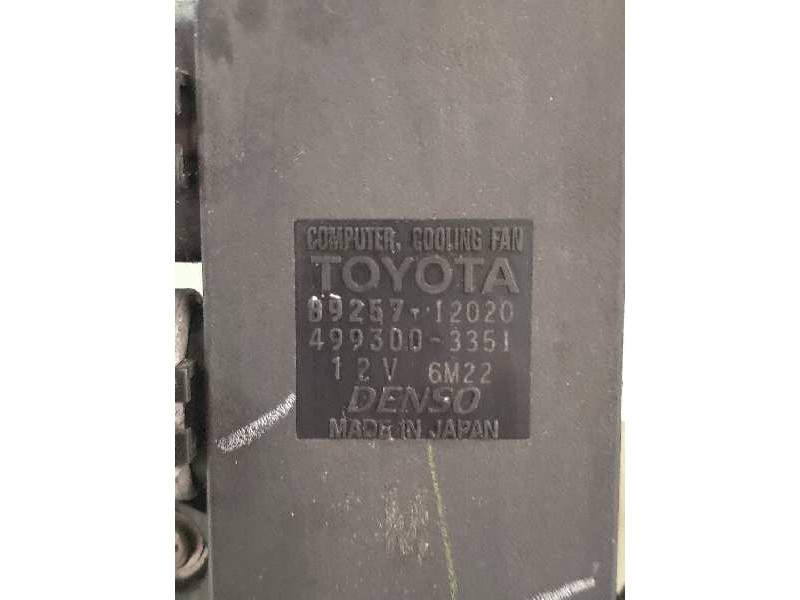 COMPUTER, COOLING FAN
TOYOTA
89257-12020
499300-3351
12V 6M22
DENSO
MADE IN JAPAN